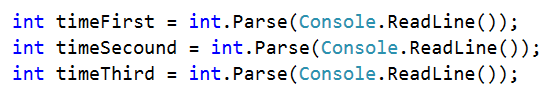 int timeFirst = int.Parse(Console.ReadLine());
int timeSecound = int.Parse(Console.ReadLine());
int timeThird = int.Parse(Console.ReadLine());